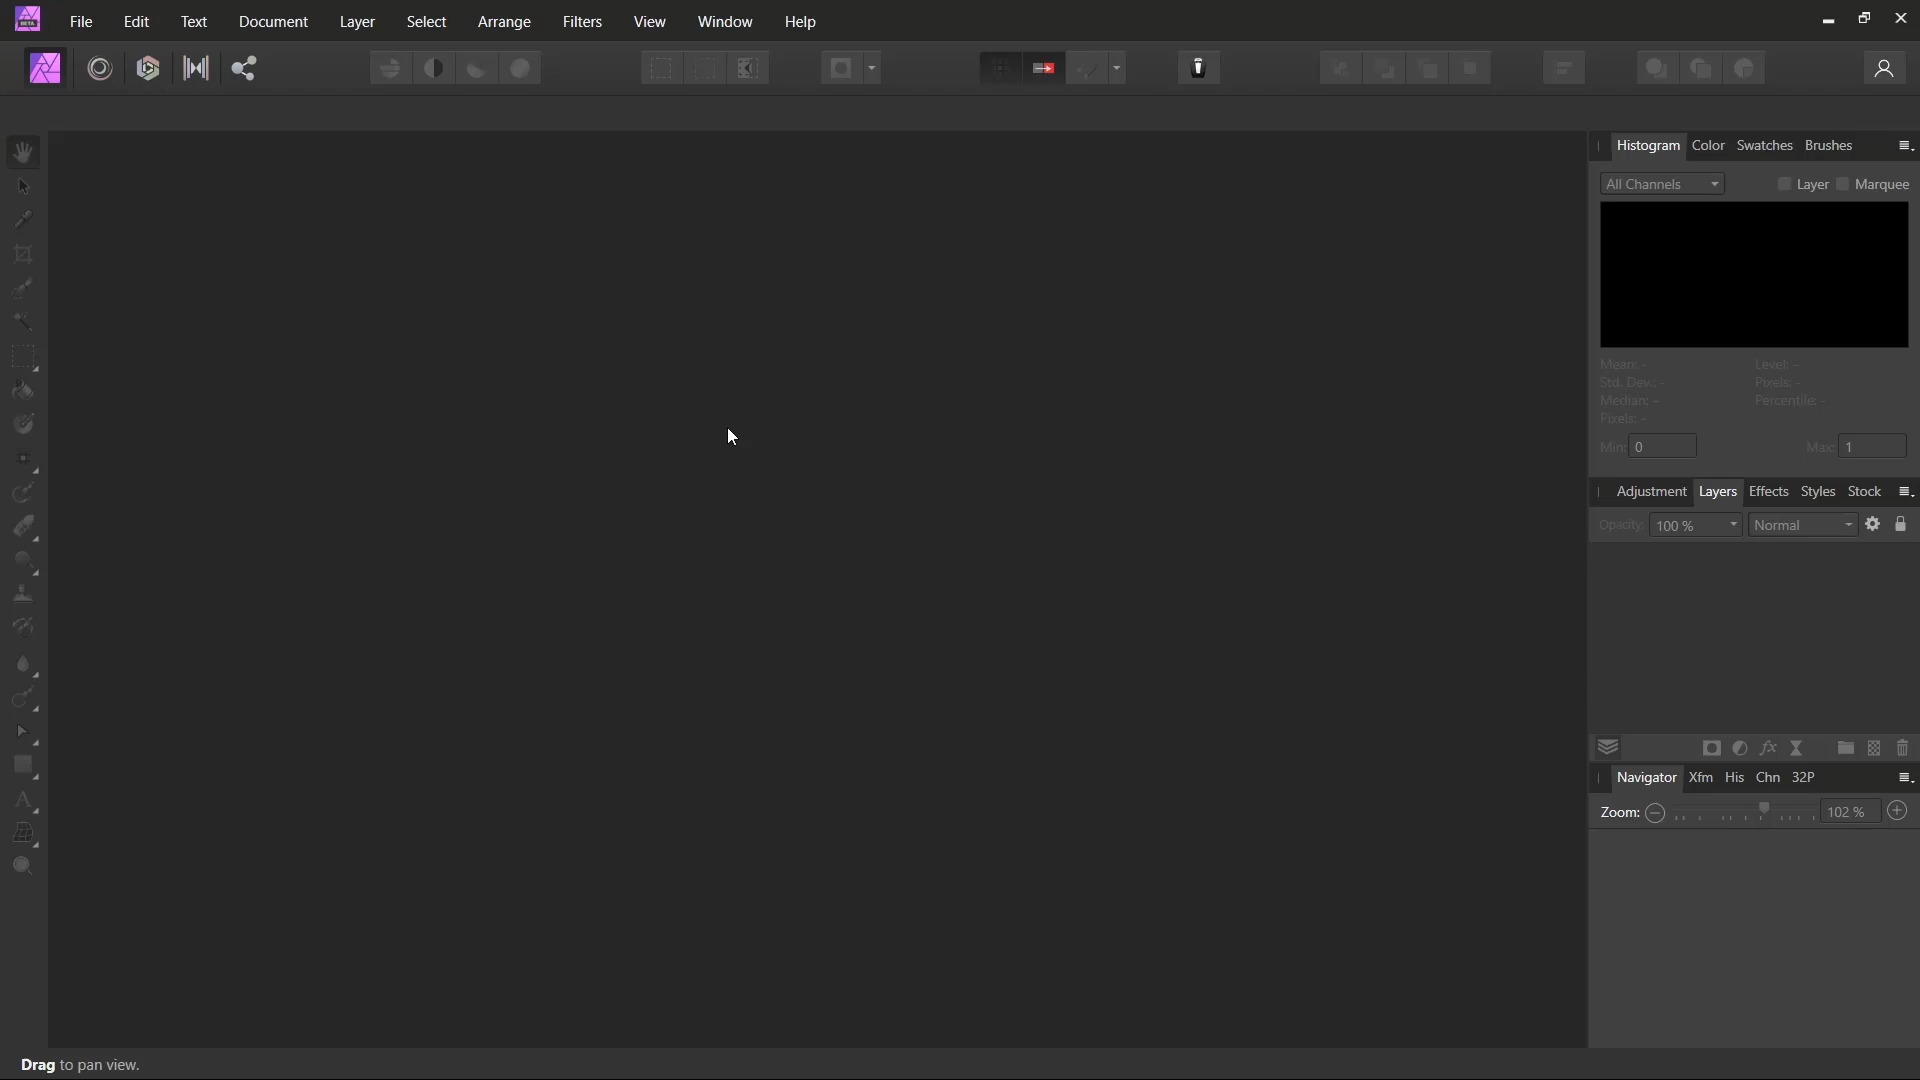 File Edit Text Document Layer Select Arrange Filters View Window Help
Histogram Color Swatches Brushes
All Channels Layer Marquee
Mean: - Level: -
Std. Dev.: - Pixels: -
Median: - Percentile: -
Pixels: -
Min: 0 Max: 1
Adjustment Layers Effects Styles Stock
Opacity: 100 % Normal
fx
Navigator Xfm His Chn 32P
Zoom: 102 %
Drag to pan view.